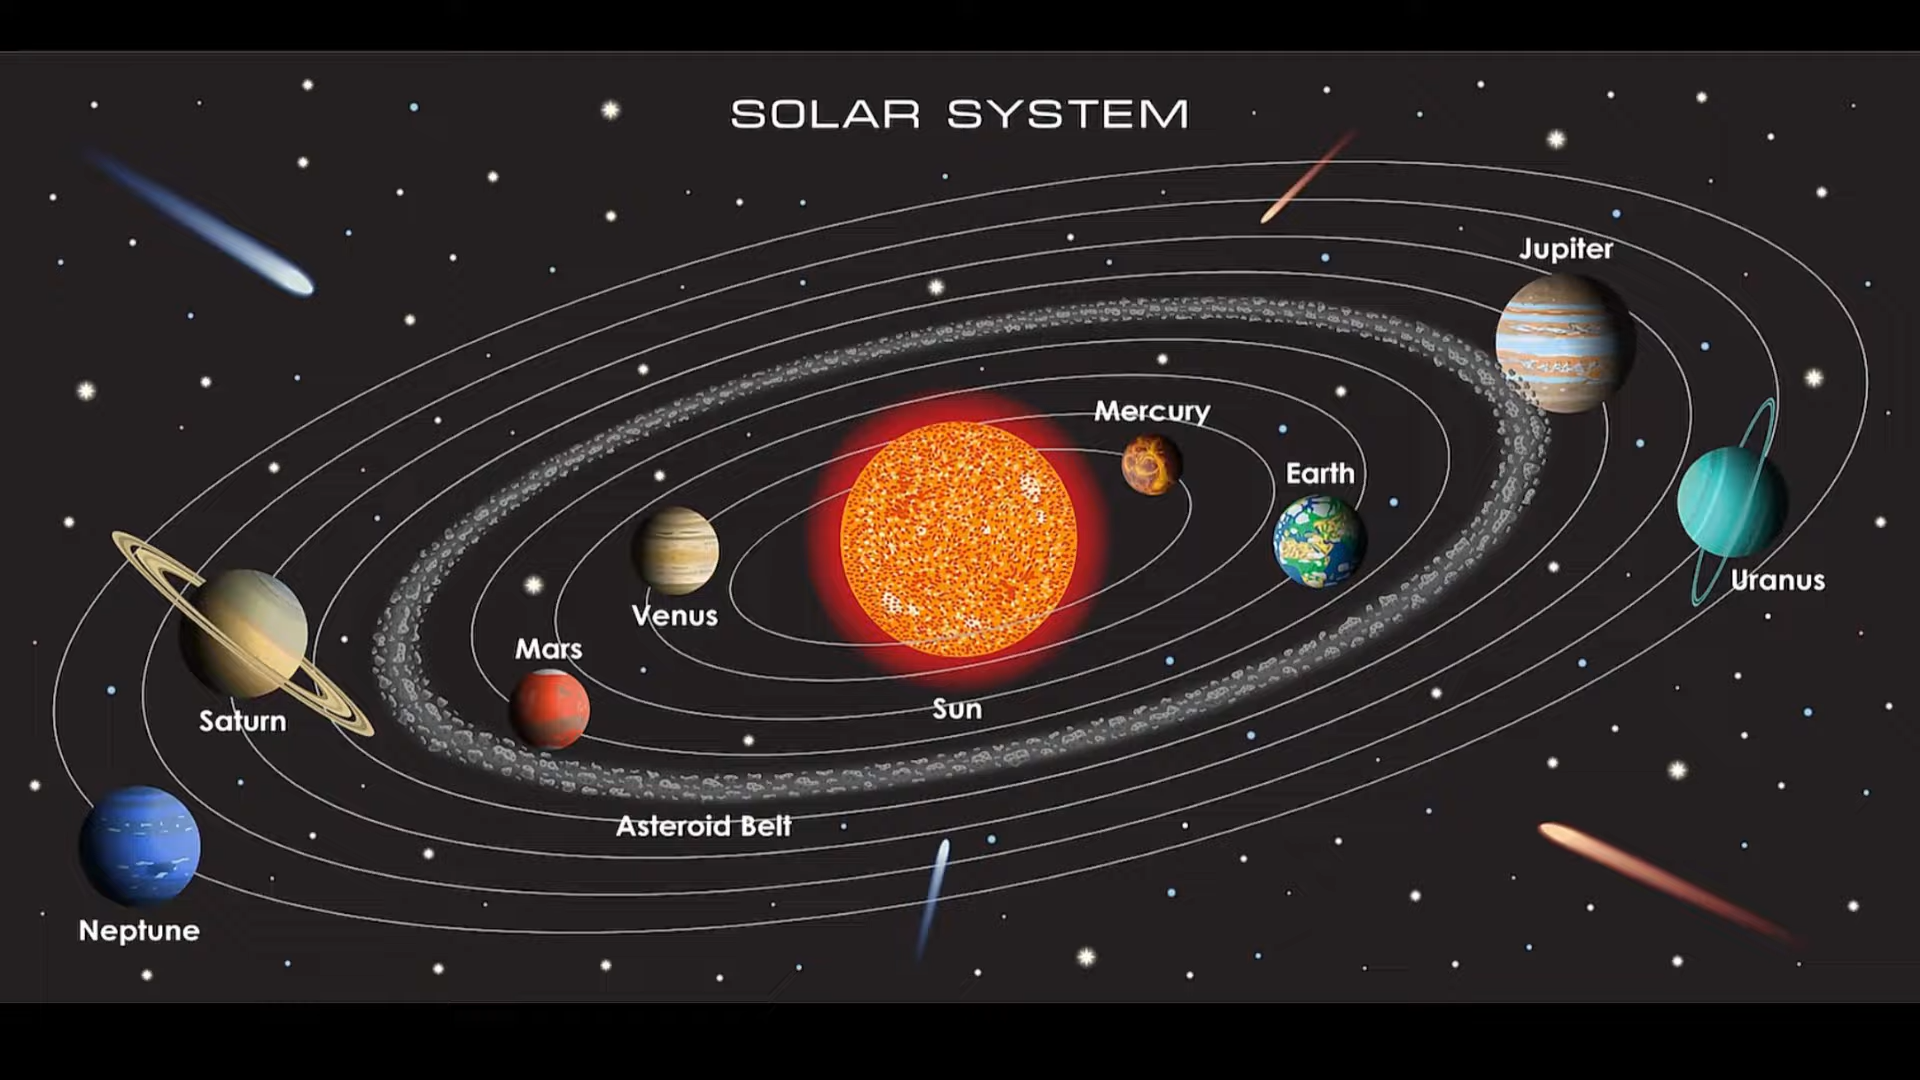 SOLAR SYSTEM
Jupiter
Mercury
Earth
Uranus
Venus
Mars
Sun
Saturn
Asteroid Belt
Neptune